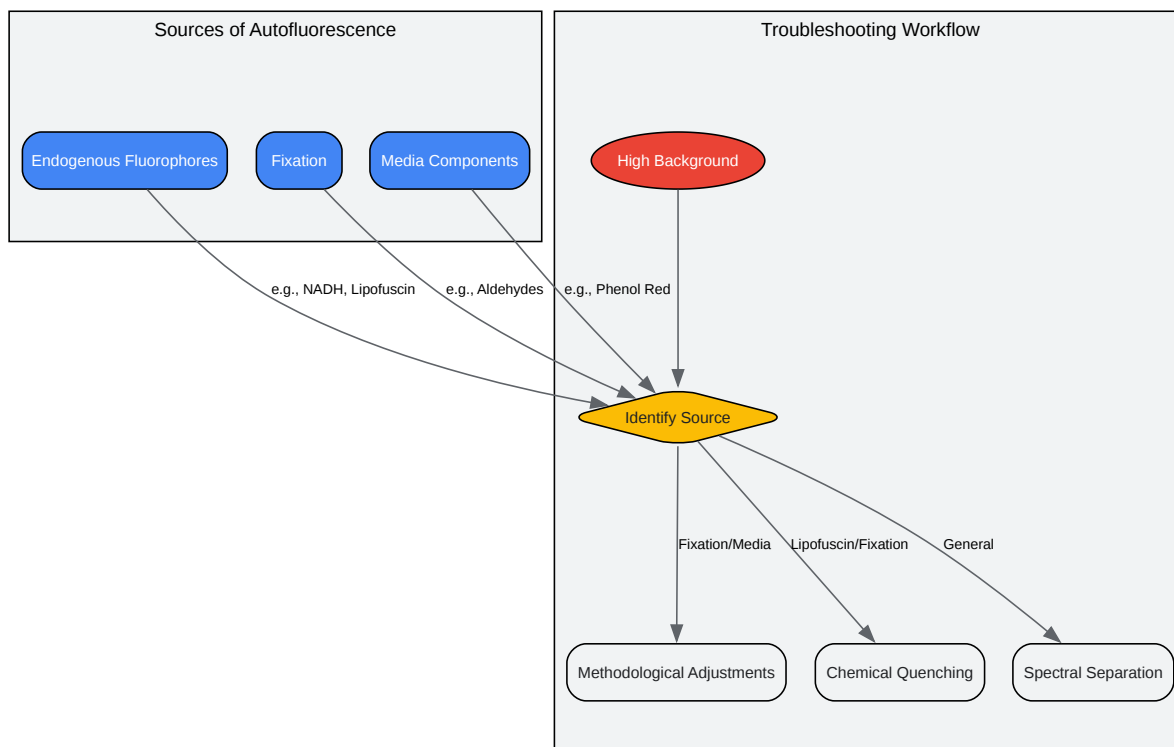 Sources of Autofluorescence
Troubleshooting Workflow
Endogenous Fluorophores
Fixation
Media Components
High Background
e.g., NADH, Lipofuscin
e.g., Aldehydes
e.g., Phenol Red
Identify Source
Fixation/Media
Lipofuscin/Fixation
General
Methodological Adjustments
Chemical Quenching
Spectral Separation